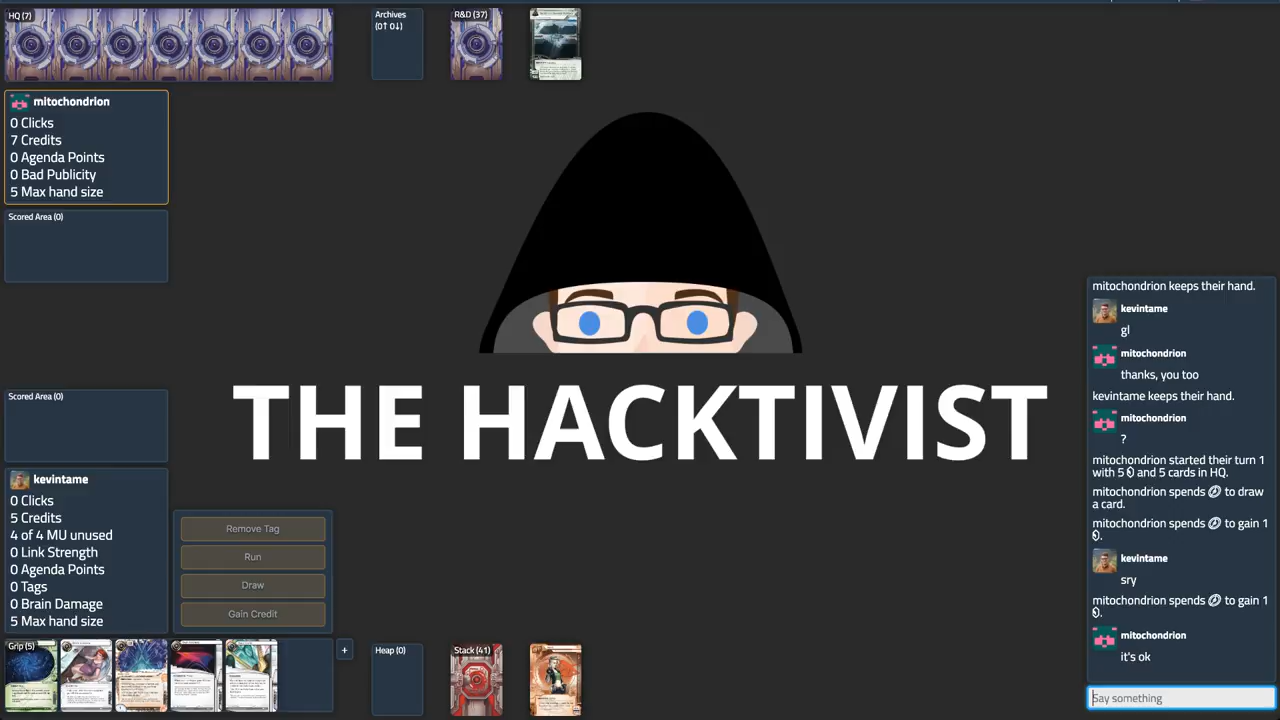 HQ (7)
Archives
(0↑ 0↓)
R&D (37)
mitochondrion
0 Clicks
7 Credits
0 Agenda Points
0 Bad Publicity
5 Max hand size
Scored Area (0)
THE HACKTIVIST
Scored Area (0)
kevintame
0 Clicks
5 Credits
4 of 4 MU unused
0 Link Strength
0 Agenda Points
0 Tags
0 Brain Damage
5 Max hand size
Remove Tag
Run
Draw
Gain Credit
Grip (5)
+
Heap (0)
Stack (41)
mitochondrion keeps their hand.
kevintame
gl
mitochondrion
thanks, you too
kevintame keeps their hand.
mitochondrion
?
mitochondrion started their turn 1
with 5 and 5 cards in HQ.
mitochondrion spends to draw
a card.
mitochondrion spends to gain 1
.
kevintame
sry
mitochondrion spends to gain 1
.
mitochondrion
it's ok
Say something